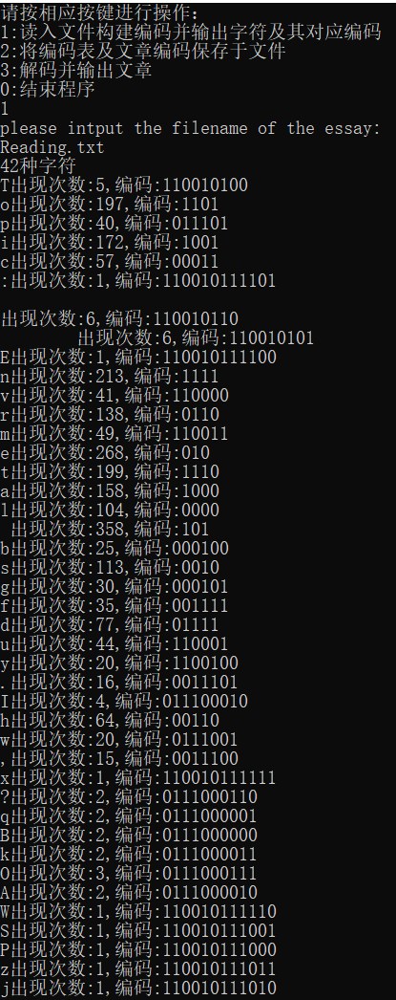 请按相应按键进行操作:
1:读入文件构建编码并输出字符及其对应编码
2:将编码表及文章编码保存于文件
3:解码并输出文章
0:结束程序
1
please intput the filename of the essay:
Reading.txt
42种字符
T出现次数:5,编码:110010100
o出现次数:197,编码:1101
p出现次数:40,编码:011101
i出现次数:172,编码:1001
c出现次数:57,编码:00011
:出现次数:1,编码:110010111101

出现次数:6,编码:110010110
        出现次数:6,编码:110010101
E出现次数:1,编码:110010111100
n出现次数:213,编码:1111
v出现次数:41,编码:110000
r出现次数:138,编码:0110
m出现次数:49,编码:110011
e出现次数:268,编码:010
t出现次数:199,编码:1110
a出现次数:158,编码:1000
l出现次数:104,编码:0000
 出现次数:358,编码:101
b出现次数:25,编码:000100
s出现次数:113,编码:0010
g出现次数:30,编码:000101
f出现次数:35,编码:001111
d出现次数:77,编码:01111
u出现次数:44,编码:110001
y出现次数:20,编码:1100100
.出现次数:16,编码:0011101
I出现次数:4,编码:011100010
h出现次数:64,编码:00110
w出现次数:20,编码:0111001
,出现次数:15,编码:0011100
x出现次数:1,编码:110010111111
?出现次数:2,编码:0111000110
q出现次数:2,编码:0111000001
B出现次数:2,编码:0111000000
k出现次数:2,编码:0111000011
O出现次数:3,编码:0111000111
A出现次数:2,编码:0111000010
W出现次数:1,编码:110010111110
S出现次数:1,编码:110010111001
P出现次数:1,编码:110010111000
z出现次数:1,编码:110010111011
j出现次数:1,编码:110010111010